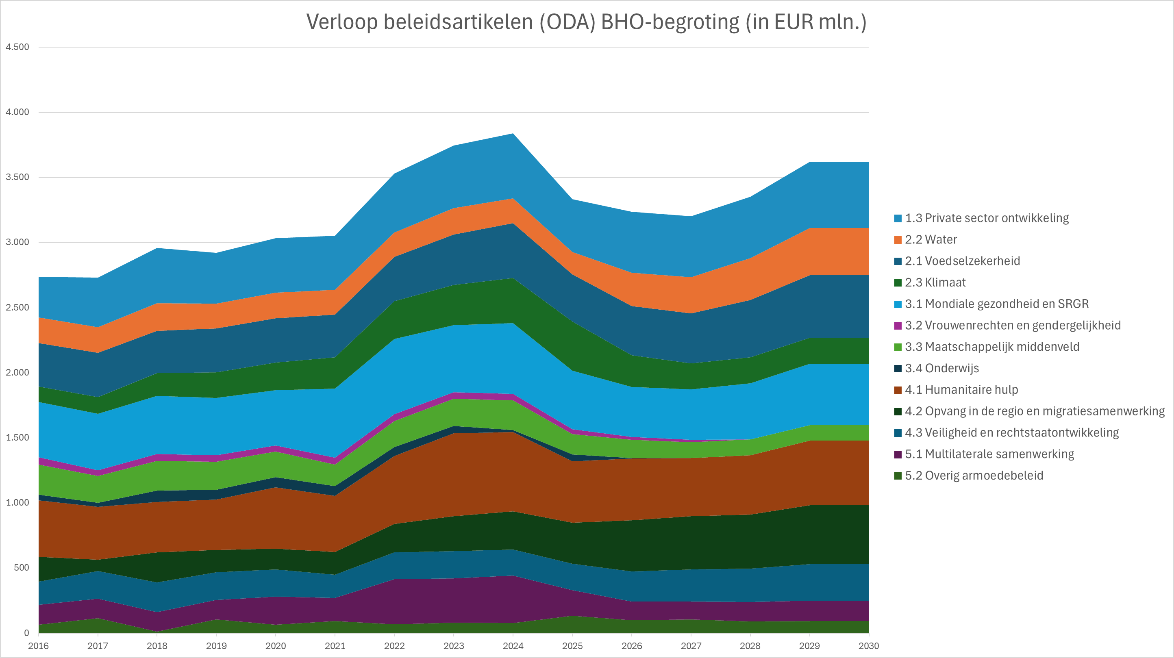 Verloop beleidsartikelen (ODA) BHO-begroting (in EUR mln.)
4.500
4.000
3.500
3.000
2.500
2.000
1.500
1.000
500
0
2016 2017 2018 2019 2020 2021 2022 2023 2024 2025 2026 2027 2028 2029 2030
1.3 Private sector ontwikkeling
2.2 Water
2.1 Voedselzekerheid
2.3 Klimaat
3.1 Mondiale gezondheid en SRGR
3.2 Vrouwenrechten en gendergelijkheid
3.3 Maatschappelijk middenveld
3.4 Onderwijs
4.1 Humanitaire hulp
4.2 Opvang in de regio en migratiesamenwerking
4.3 Veiligheid en rechtstaatontwikkeling
5.1 Multilaterale samenwerking
5.2 Overig armoedebeleid